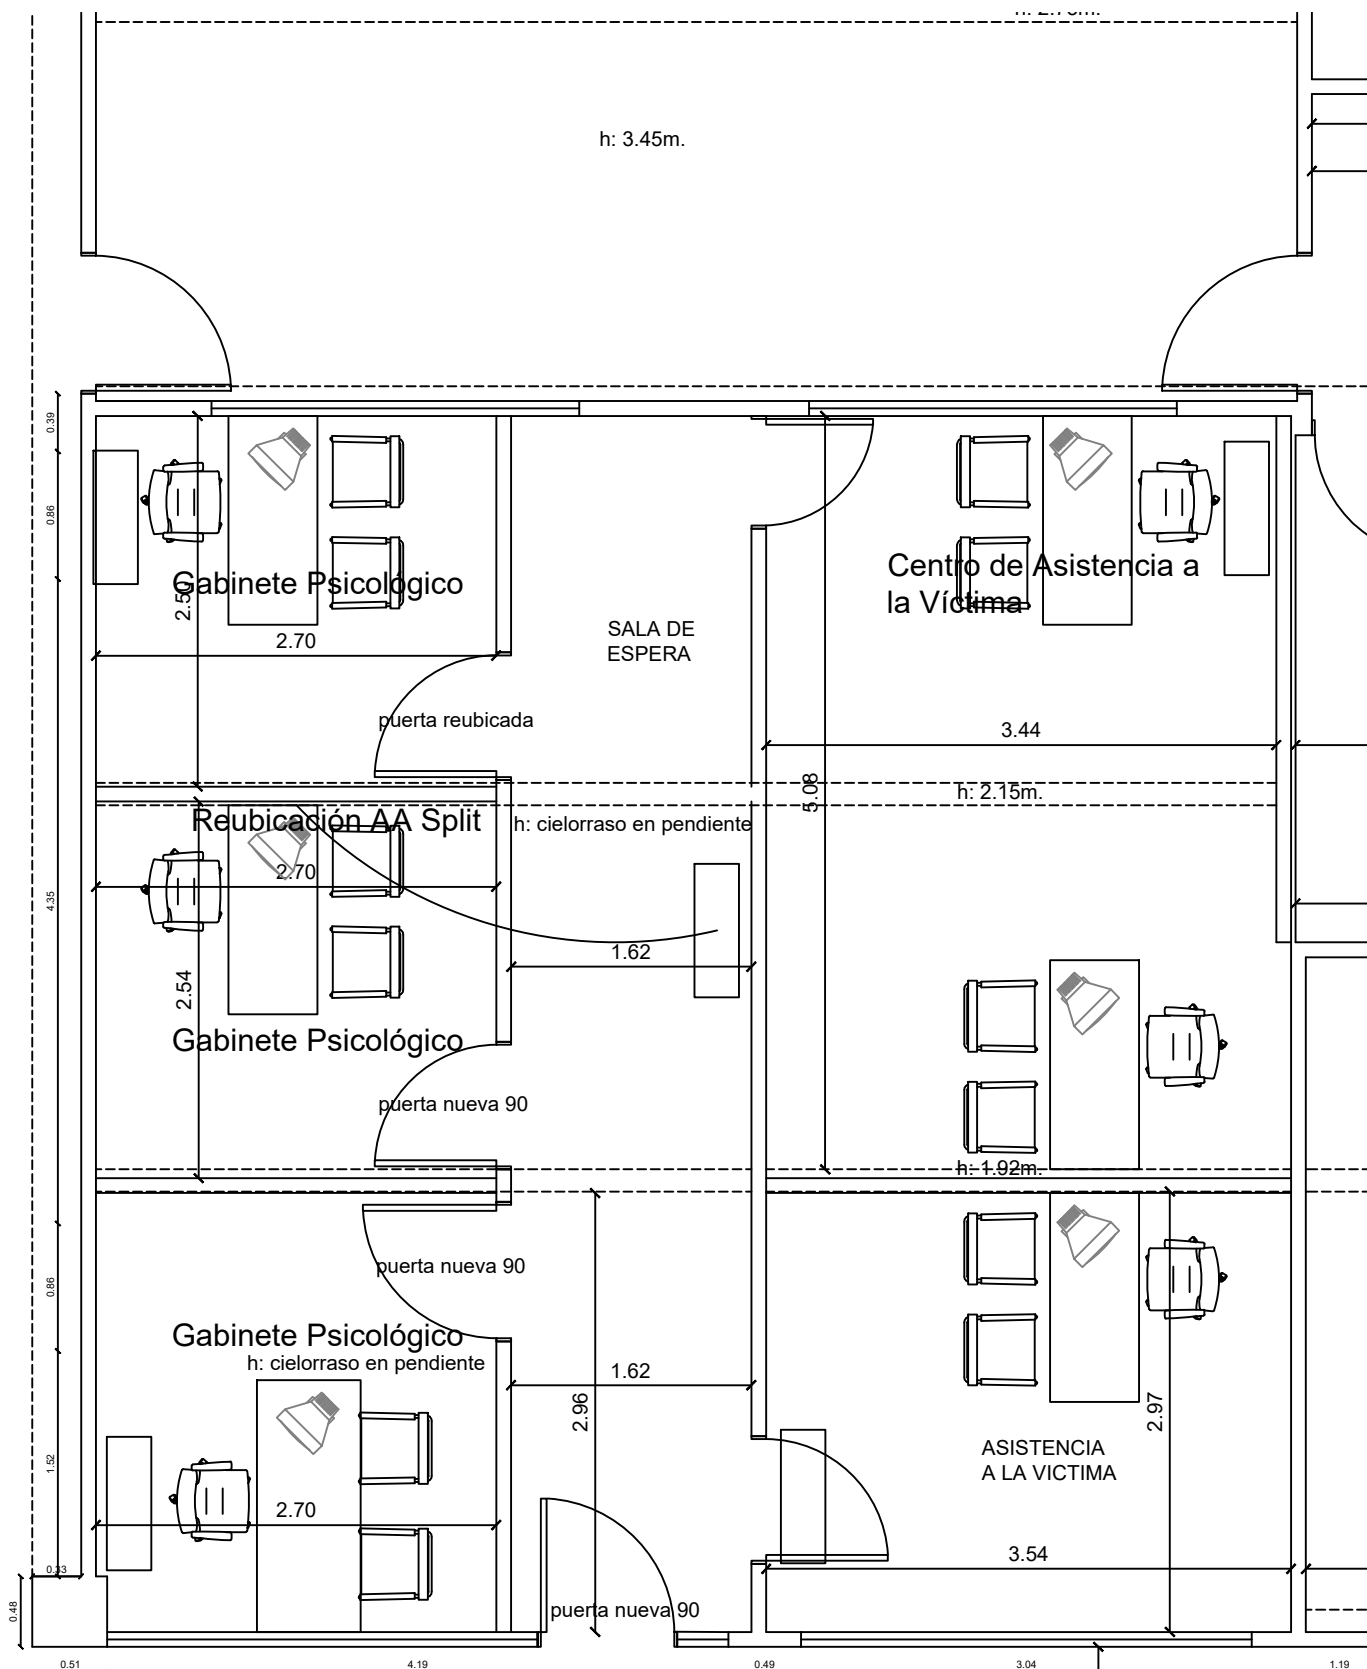 h: 3.45m.
0.39
0.86
Gabinete Psicológico
Centro de Asistencia a
la Víctima
2.70
SALA DE
ESPERA
puerta reubicada
3.44
5.08
h: 2.15m.
Reubicación AA Split
h: cielorraso en pendiente
2.70
4.35
1.62
2.54
Gabinete Psicológico
puerta nueva 90
h: 1.92m.
puerta nueva 90
0.86
Gabinete Psicológico
h: cielorraso en pendiente
1.62
2.96
2.97
1.52
ASISTENCIA
A LA VICTIMA
2.70
3.54
0.33
0.48
puerta nueva 90
0.51
4.19
0.49
3.04
1.19